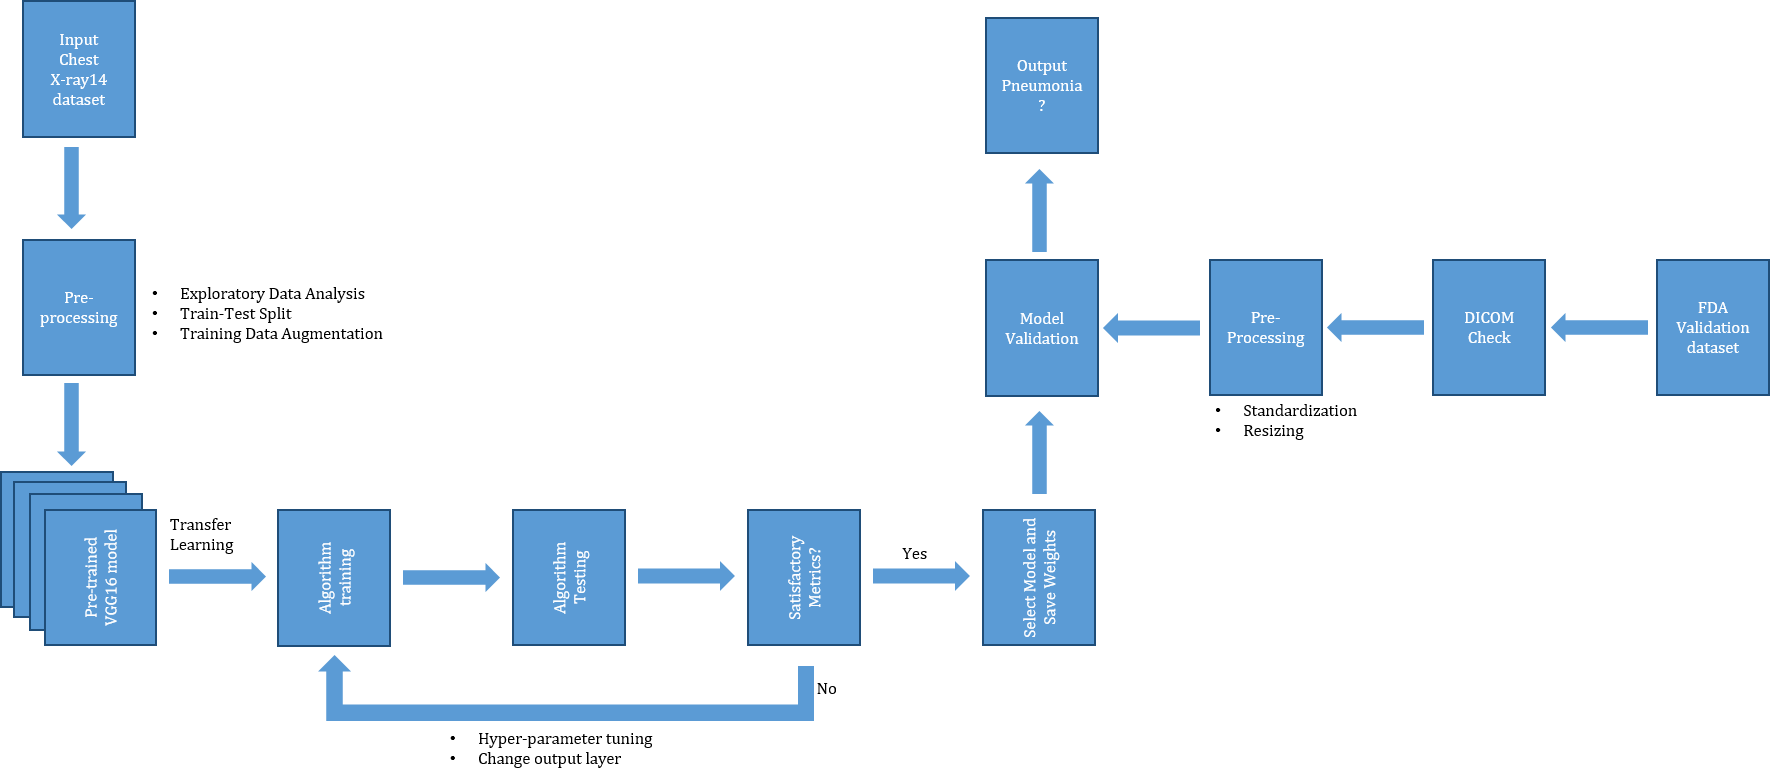 Input
Chest
X-ray14
dataset
Pre-
processing
• Exploratory Data Analysis
• Train-Test Split
• Training Data Augmentation
Pre-trained
VGG16 model
Transfer
Learning
Algorithm
training
Algorithm
Testing
Satisfactory
Metrics?
No
• Hyper-parameter tuning
• Change output layer
Yes
Select Model and
Save Weights
Model
Validation
Output
Pneumonia
?
Pre-
Processing
• Standardization
• Resizing
DICOM
Check
FDA
Validation
dataset